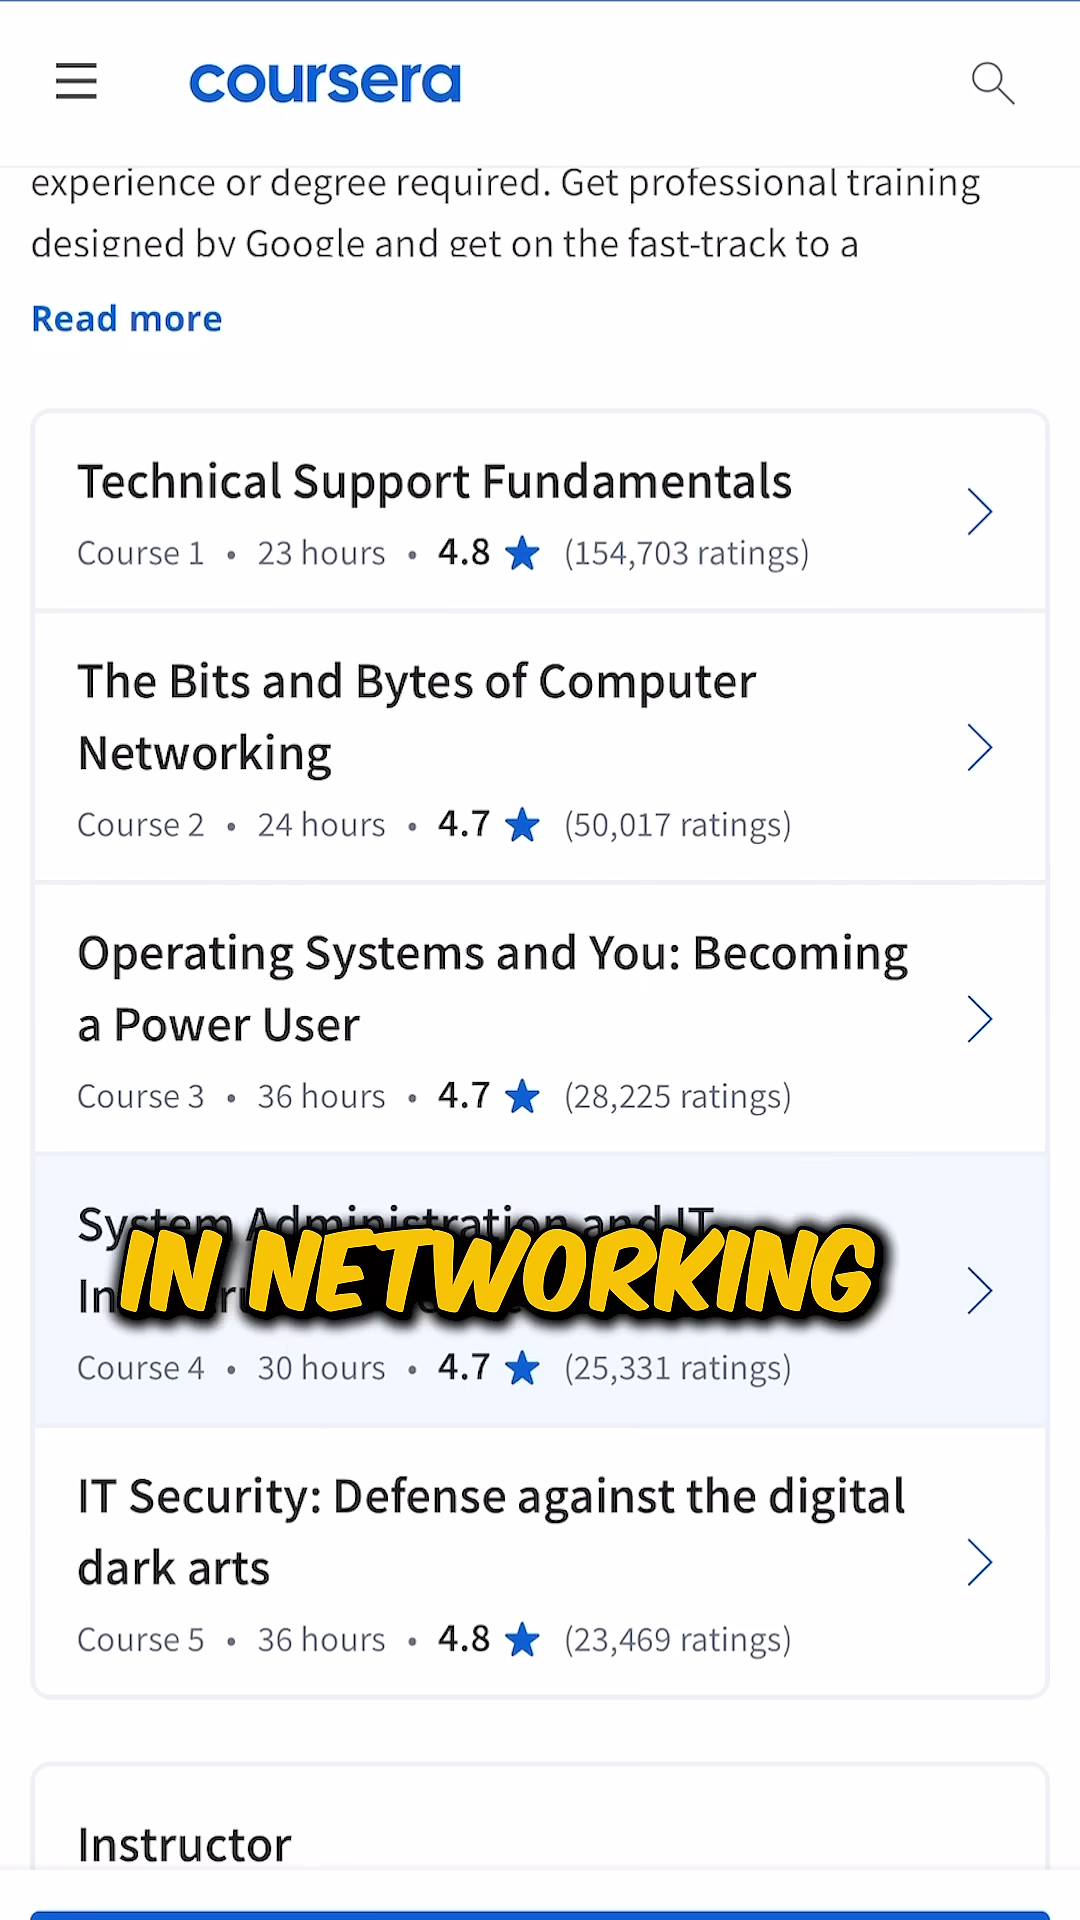 coursera
experience or degree required. Get professional training
designed by Google and get on the fast-track to a
Read more
Technical Support Fundamentals
Course 1 • 23 hours • 4.8 ★ (154,703 ratings)
The Bits and Bytes of Computer
Networking
Course 2 • 24 hours • 4.7 ★ (50,017 ratings)
Operating Systems and You: Becoming
a Power User
Course 3 • 36 hours • 4.7 ★ (28,225 ratings)
System Administration and IT
IN NETWORKING
Course 4 • 30 hours • 4.7 ★ (25,331 ratings)
IT Security: Defense against the digital
dark arts
Course 5 • 36 hours • 4.8 ★ (23,469 ratings)
Instructor